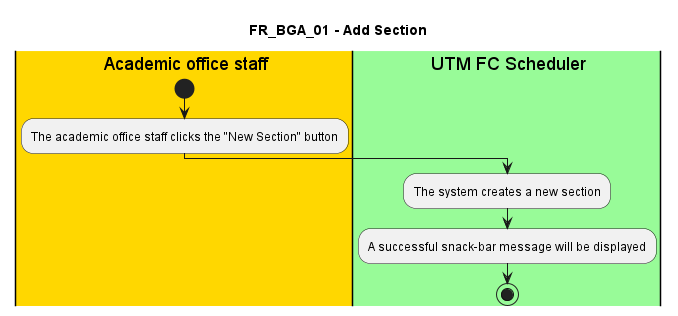 FR_BGA_01 - Add Section
Academic office staff
UTM FC Scheduler
The academic office staff clicks the "New Section" button
The system creates a new section
A successful snack-bar message will be displayed